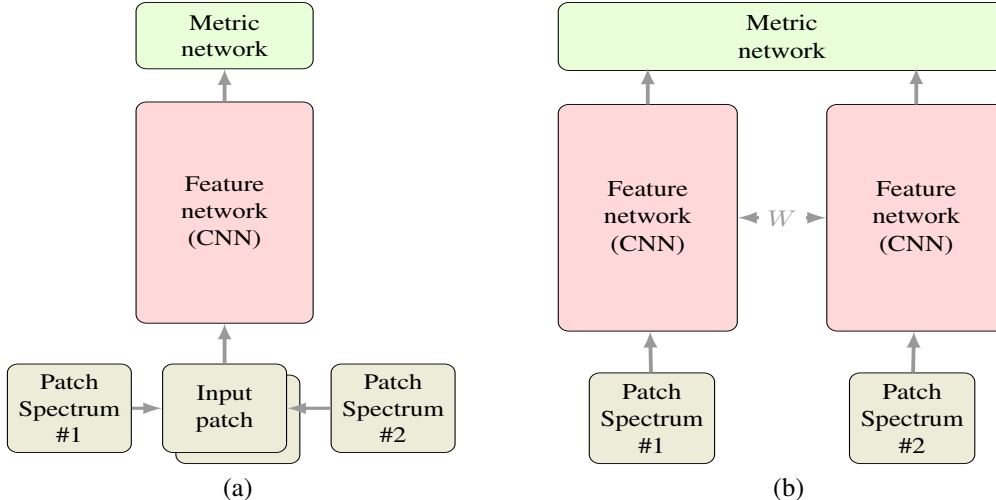 Metric
network
Feature
network
(CNN)
Patch
Spectrum
#1
Input
patch
Patch
Spectrum
#2
(a)
Metric
network
Feature
network
(CNN)
W
Feature
network
(CNN)
Patch
Spectrum
#1
Patch
Spectrum
#2
(b)